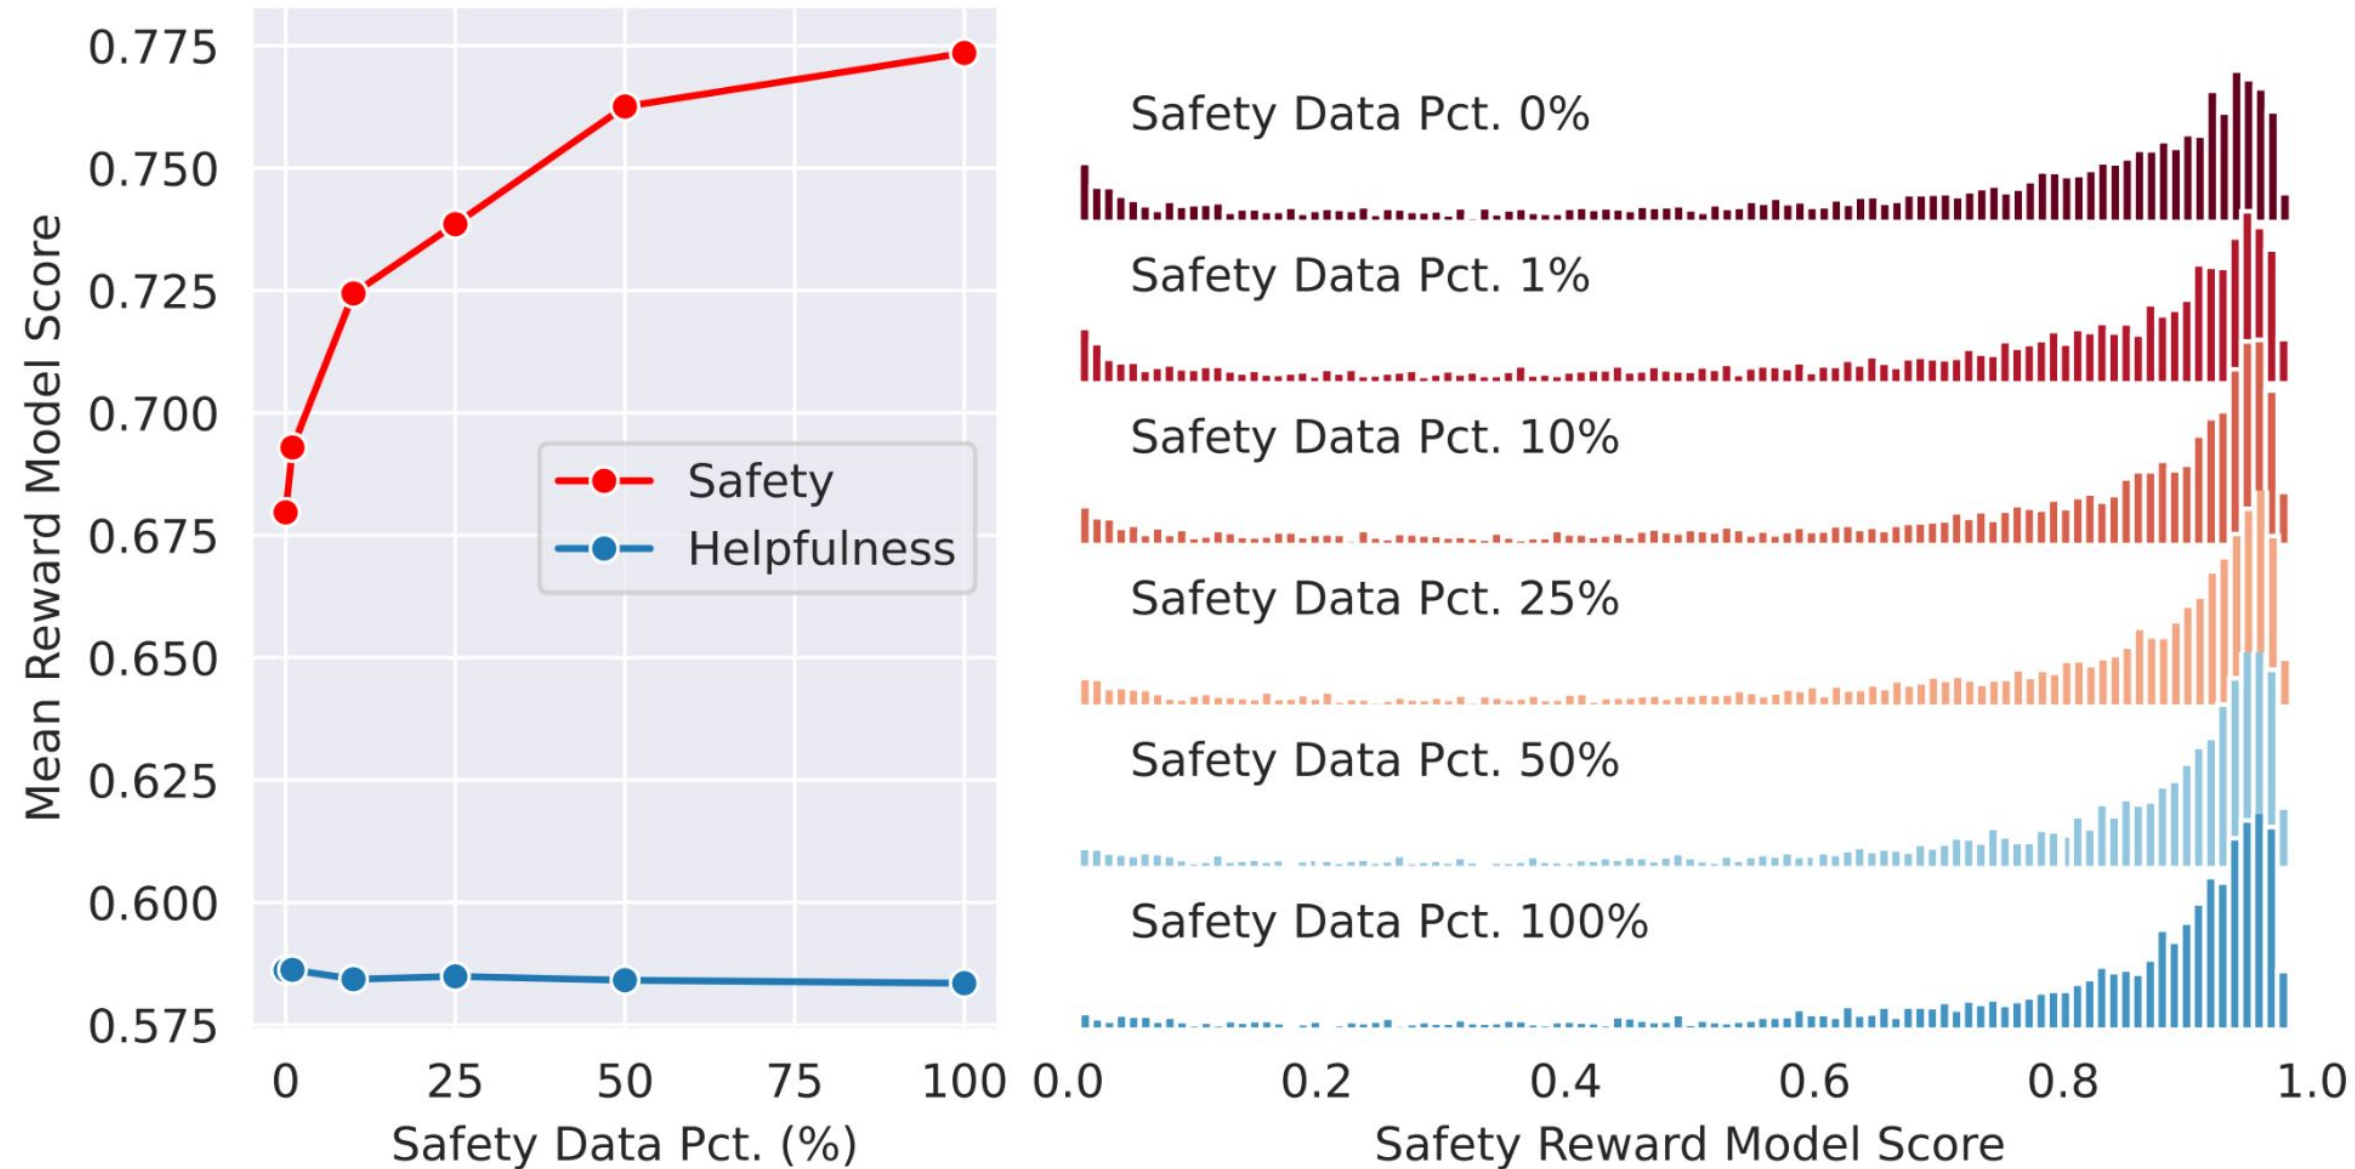 Mean Reward Model Score
0.775
0.750
0.725
0.700
0.675
0.650
0.625
0.600
0.575
Safety
Helpfulness
0 25 50 75 100
Safety Data Pct. (%)
Safety Data Pct. 0%
Safety Data Pct. 1%
Safety Data Pct. 10%
Safety Data Pct. 25%
Safety Data Pct. 50%
Safety Data Pct. 100%
0.0 0.2 0.4 0.6 0.8 1.0
Safety Reward Model Score